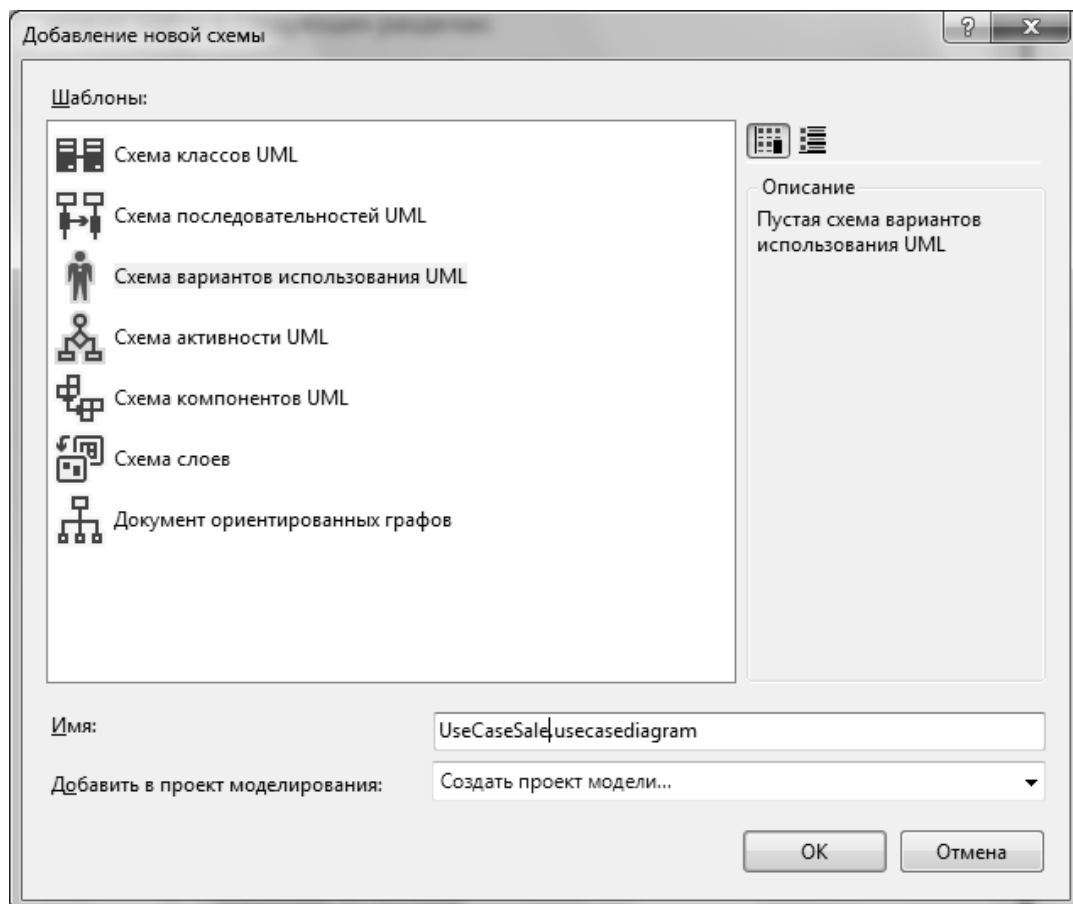 Добавление новой схемы
Шаблоны:
Схема классов UML
Схема последовательностей UML
Схема вариантов использования UML
Схема активности UML
Схема компонентов UML
Схема слоев
Документ ориентированных графов
Описание
Пустая схема вариантов
использования UML
Имя:
UseCaseSale.usecasediagram
Добавить в проект моделирования:
Создать проект модели...
ОК
Отмена